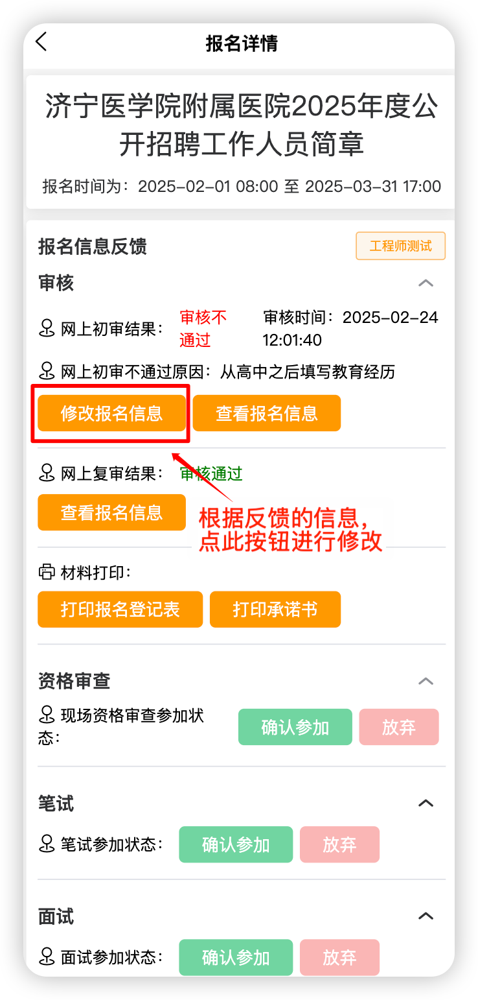 报名详情
济宁医学院附属医院2025年度公
开招聘工作人员简章
报名时间为：2025-02-01 08:00 至 2025-03-31 17:00
报名信息反馈
工程师测试
审核
网上初审结果：
审核不
通过
审核时间：2025-02-24
12:01:40
网上初审不通过原因：从高中之后填写教育经历
修改报名信息
查看报名信息
网上复审结果：
审核通过
查看报名信息
根据反馈的信息，
点此按钮进行修改
材料打印：
打印报名登记表
打印承诺书
资格审查
现场资格审查参加状
态：
确认参加
放弃
笔试
笔试参加状态：
确认参加
放弃
面试
面试参加状态：
确认参加
放弃